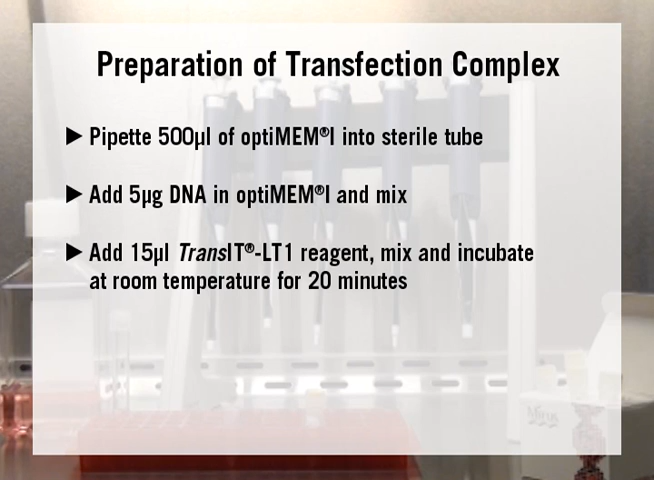 Preparation of Transfection Complex
▶ Pipette 500µl of optiMEM®I into sterile tube
▶ Add 5µg DNA in optiMEM®I and mix
▶ Add 15µl TransIT®-LT1 reagent, mix and incubate
at room temperature for 20 minutes
Mirus